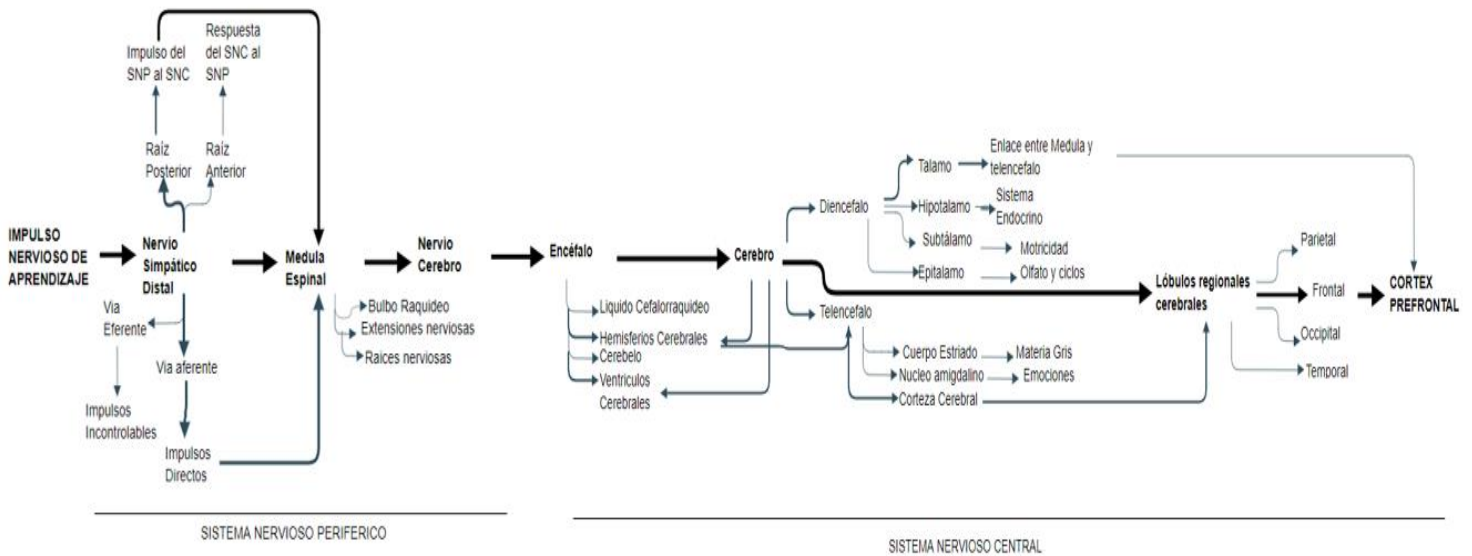 Impulso del
SNP al SNC
Respuesta
del SNC al
SNP
Raíz
Posterior
Raíz
Anterior
IMPULSO
NERVIOSO DE
APRENDIZAJE
Nervio
Simpático
Distal
Medula
Espinal
Nervio
Cerebro
Via
Eferente
Via aferente
Impulsos
Incontrolables
Impulsos
Directos
Bulbo Raquideo
Extensiones nerviosas
Raices nerviosas
SISTEMA NERVIOSO PERIFERICO
Encéfalo
Liquido Cefalorraquideo
Hemisferios Cerebrales
Cerebelo
Ventriculos
Cerebrales
Cerebro
Diencefalo
Talamo
Enlace entre Medula y
telencefalo
Hipotalamo
Sistema
Endocrino
Subtálamo
Motricidad
Epitalamo
Olfato y ciclos
Telencefalo
Cuerpo Estriado
Materia Gris
Nucleo amigdalino
Emociones
Corteza Cerebral
Lóbulos regionales
cerebrales
Parietal
Frontal
Occipital
Temporal
CORTEX
PREFRONTAL
SISTEMA NERVIOSO CENTRAL